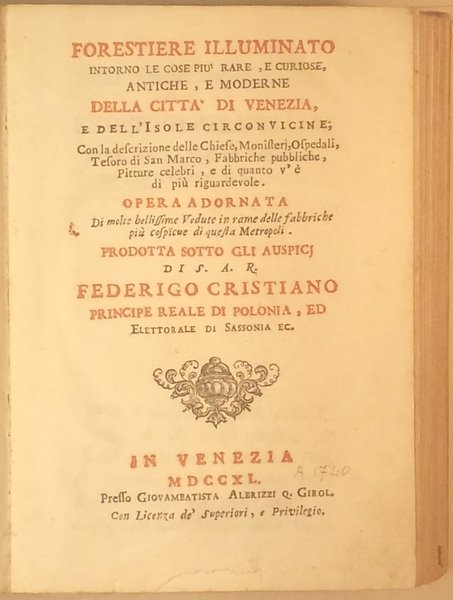 FORESTIERE ILLUMINATO
INTORNO LE COSE PIU' RARE, E CURIOSE,
ANTICHE, E MODERNE
DELLA CITTA' DI VENEZIA,
E DELL'ISOLE CIRCONVICINE;
Con la descrizione delle Chiese, Monisterj, Ospedali,
Tesoro di San Marco, Fabbriche pubbliche,
Pitture celebri, e di quanto v'è
di più riguardevole.
OPERA ADORNATA
Di molte bellissime Vedute in rame delle fabbriche
più cospicue di questa Metropoli.
PRODOTTA SOTTO GLI AUSPICJ
DI S. A. R.
FEDERIGO CRISTIANO
PRINCIPE REALE DI POLONIA, ED
ELETTORALE DI SASSONIA EC.
IN VENEZIA
MDCCXL.
A 1740
Presso GIOVAMBATISTA ALBRIZZI Q. GIROL.
Con Licenza de' Superiori, e Privilegio.